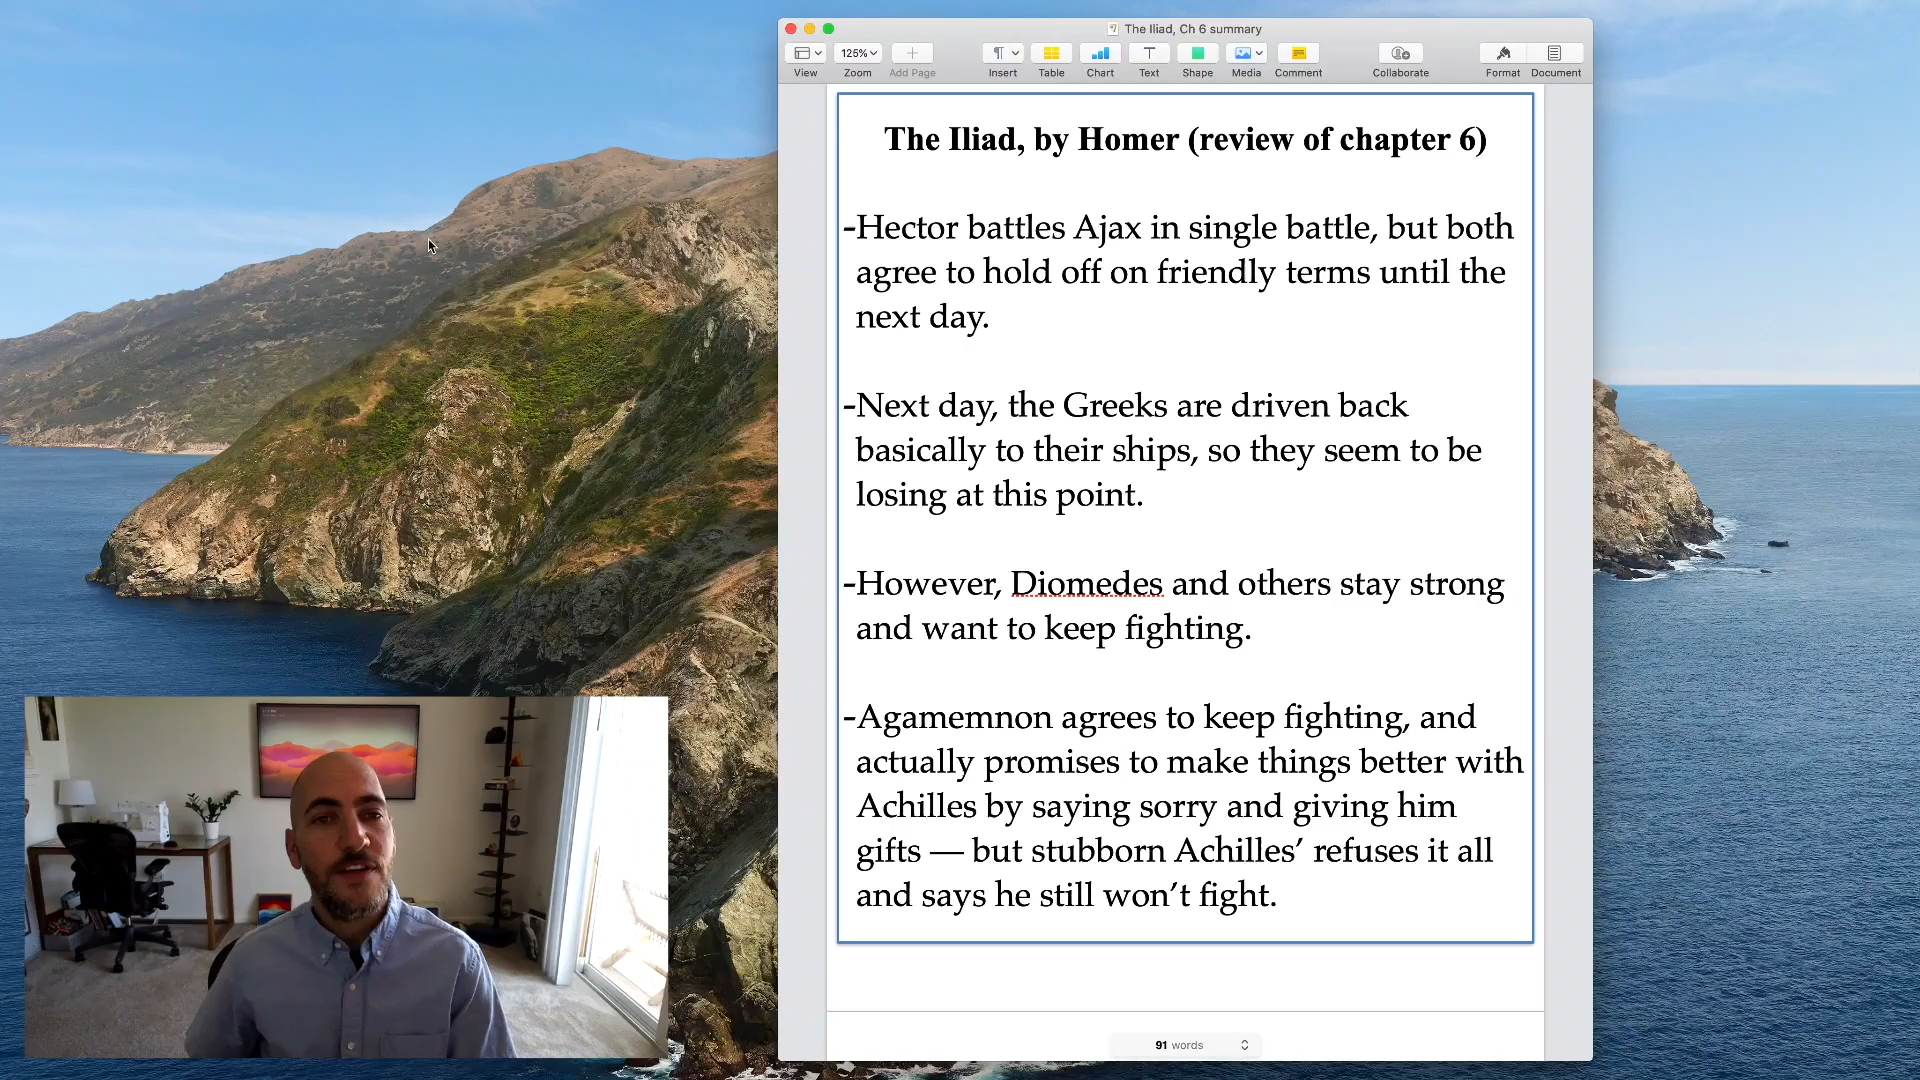 The Iliad, Ch 6 summary
125%
View
Zoom
Add Page
Insert
Table
Chart
Text
Shape
Media
Comment
Collaborate
Format
Document
The Iliad, by Homer (review of chapter 6)
-Hector battles Ajax in single battle, but both
agree to hold off on friendly terms until the
next day.
-Next day, the Greeks are driven back
basically to their ships, so they seem to be
losing at this point.
-However, Diomedes and others stay strong
and want to keep fighting.
-Agamemnon agrees to keep fighting, and
actually promises to make things better with
Achilles by saying sorry and giving him
gifts — but stubborn Achilles’ refuses it all
and says he still won’t fight.
91 words